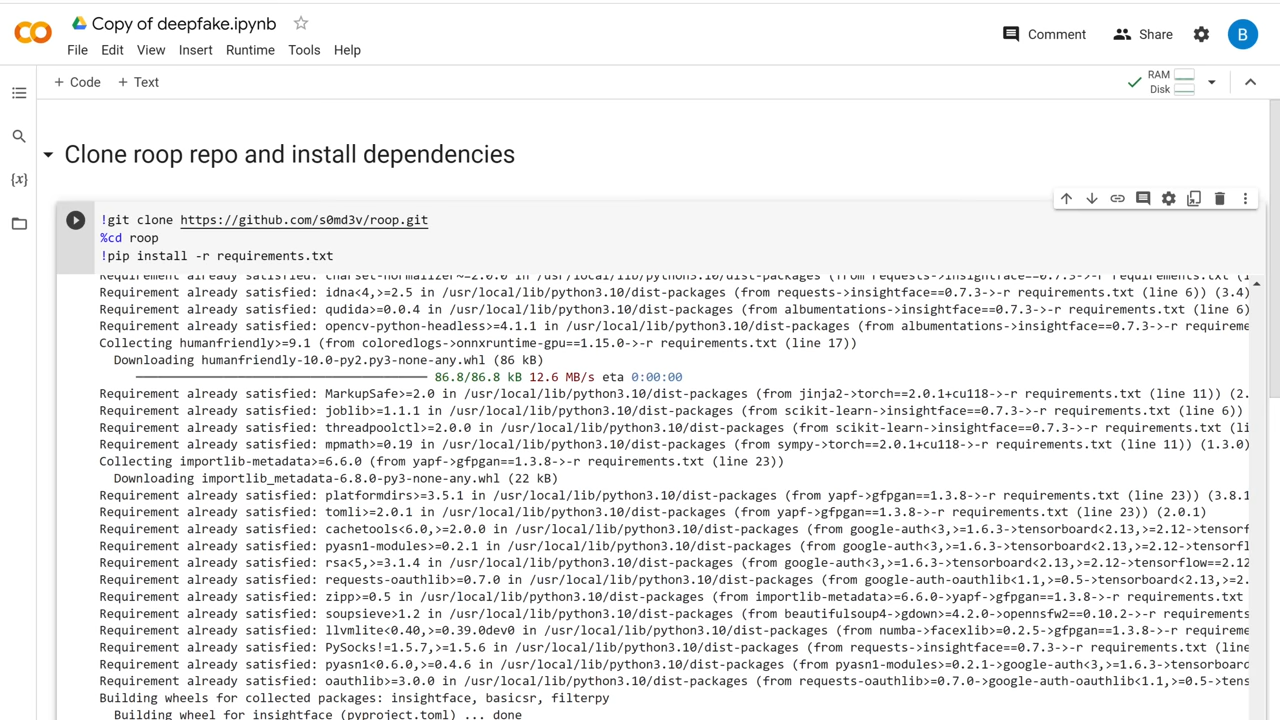 Copy of deepfake.ipynb
Comment
Share
B
File Edit View Insert Runtime Tools Help
+ Code + Text
RAM
Disk
{x}
Clone roop repo and install dependencies
!git clone https://github.com/s0md3v/roop.git
%cd roop
!pip install -r requirements.txt
Requirement already satisfied: charset-normalizer~=2.0.0 in /usr/local/lib/python3.10/dist-packages (from requests->insightface==0.7.3->-r requirements.txt (l
Requirement already satisfied: idna<4,>=2.5 in /usr/local/lib/python3.10/dist-packages (from requests->insightface==0.7.3->-r requirements.txt (line 6)) (3.4)
Requirement already satisfied: qudida>=0.0.4 in /usr/local/lib/python3.10/dist-packages (from albumentations->insightface==0.7.3->-r requirements.txt (line 6)
Requirement already satisfied: opencv-python-headless>=4.1.1 in /usr/local/lib/python3.10/dist-packages (from albumentations->insightface==0.7.3->-r requireme
Collecting humanfriendly>=9.1 (from coloredlogs->onnxruntime-gpu==1.15.0->-r requirements.txt (line 17))
Downloading humanfriendly-10.0-py2.py3-none-any.whl (86 kB)
86.8/86.8 kB 12.6 MB/s eta 0:00:00
Requirement already satisfied: MarkupSafe>=2.0 in /usr/local/lib/python3.10/dist-packages (from jinja2->torch==2.0.1+cu118->-r requirements.txt (line 11)) (2.
Requirement already satisfied: joblib>=1.1.1 in /usr/local/lib/python3.10/dist-packages (from scikit-learn->insightface==0.7.3->-r requirements.txt (line 6))
Requirement already satisfied: threadpoolctl>=2.0.0 in /usr/local/lib/python3.10/dist-packages (from scikit-learn->insightface==0.7.3->-r requirements.txt (li
Requirement already satisfied: mpmath>=0.19 in /usr/local/lib/python3.10/dist-packages (from sympy->torch==2.0.1+cu118->-r requirements.txt (line 11)) (1.3.0)
Collecting importlib-metadata>=6.6.0 (from yapf->gfpgan==1.3.8->-r requirements.txt (line 23))
Downloading importlib_metadata-6.8.0-py3-none-any.whl (22 kB)
Requirement already satisfied: platformdirs>=3.5.1 in /usr/local/lib/python3.10/dist-packages (from yapf->gfpgan==1.3.8->-r requirements.txt (line 23)) (3.8.1
Requirement already satisfied: tomli>=2.0.1 in /usr/local/lib/python3.10/dist-packages (from yapf->gfpgan==1.3.8->-r requirements.txt (line 23)) (2.0.1)
Requirement already satisfied: cachetools<6.0,>=2.0.0 in /usr/local/lib/python3.10/dist-packages (from google-auth<3,>=1.6.3->tensorboard<2.13,>=2.12->tensorf
Requirement already satisfied: pyasn1-modules>=0.2.1 in /usr/local/lib/python3.10/dist-packages (from google-auth<3,>=1.6.3->tensorboard<2.13,>=2.12->tensorfl
Requirement already satisfied: rsa<5,>=3.1.4 in /usr/local/lib/python3.10/dist-packages (from google-auth<3,>=1.6.3->tensorboard<2.13,>=2.12->tensorflow==2.12
Requirement already satisfied: requests-oauthlib>=0.7.0 in /usr/local/lib/python3.10/dist-packages (from google-auth-oauthlib<1.1,>=0.5->tensorboard<2.13,>=2.
Requirement already satisfied: zipp>=0.5 in /usr/local/lib/python3.10/dist-packages (from importlib-metadata>=6.6.0->yapf->gfpgan==1.3.8->-r requirements.txt
Requirement already satisfied: soupsieve>1.2 in /usr/local/lib/python3.10/dist-packages (from beautifulsoup4->gdown>=4.2.0->opennsfw2==0.10.2->-r requirements
Requirement already satisfied: llvmlite<0.40,>=0.39.0dev0 in /usr/local/lib/python3.10/dist-packages (from numba->facexlib>=0.2.5->gfpgan==1.3.8->-r requireme
Requirement already satisfied: PySocks!=1.5.7,>=1.5.6 in /usr/local/lib/python3.10/dist-packages (from requests->insightface==0.7.3->-r requirements.txt (line
Requirement already satisfied: pyasn1<0.6.0,>=0.4.6 in /usr/local/lib/python3.10/dist-packages (from pyasn1-modules>=0.2.1->google-auth<3,>=1.6.3->tensorboard
Requirement already satisfied: oauthlib>=3.0.0 in /usr/local/lib/python3.10/dist-packages (from requests-oauthlib>=0.7.0->google-auth-oauthlib<1.1,>=0.5->tens
Building wheels for collected packages: insightface, basicsr, filterpy
Building wheel for insightface (pyproject.toml) ... done